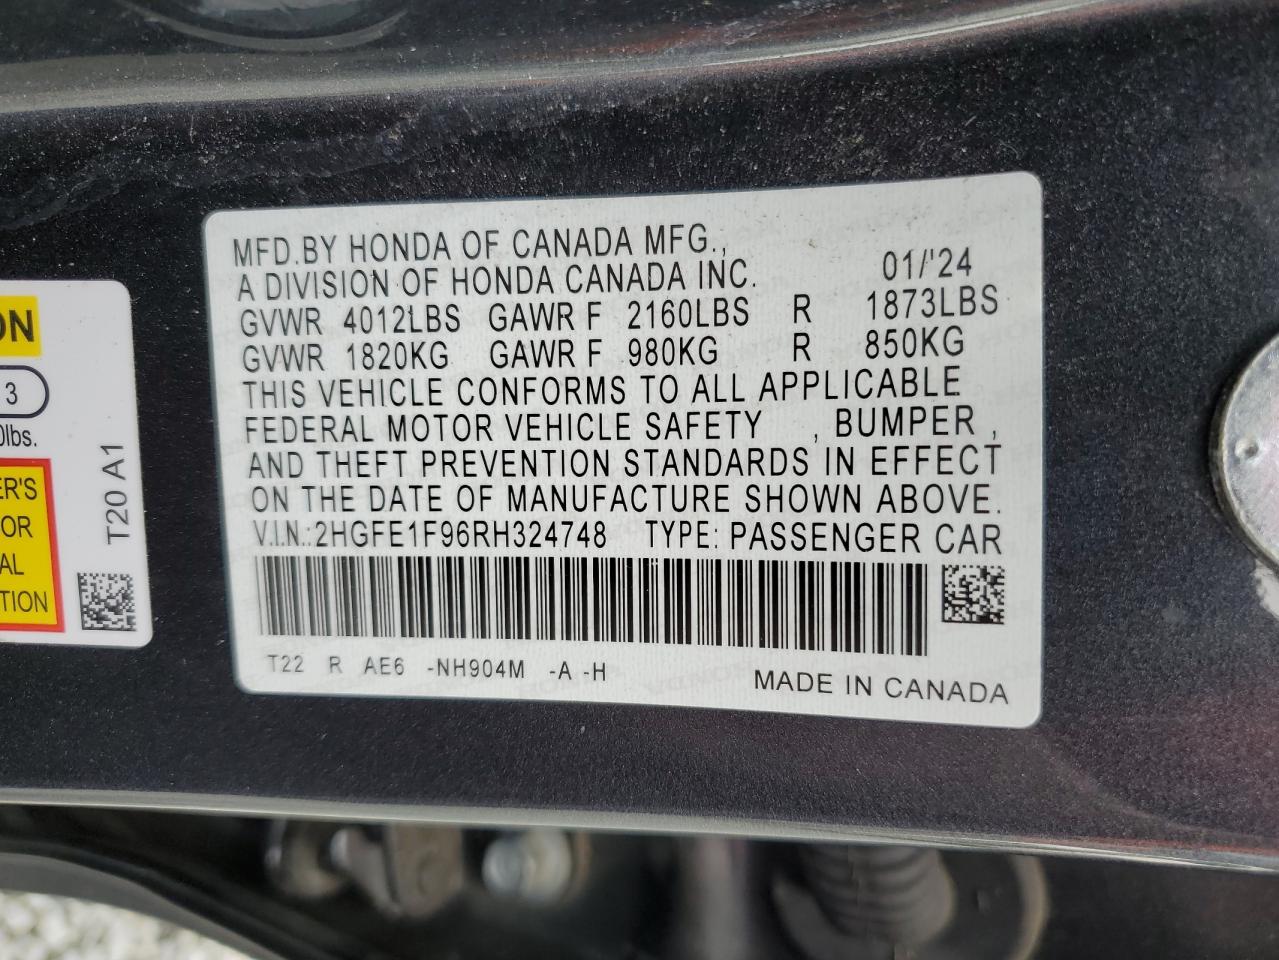 MFD.BY HONDA OF CANADA MFG.,
A DIVISION OF HONDA CANADA INC. 01/'24
GVWR 4012LBS GAWR F 2160LBS R 1873LBS
GVWR 1820KG GAWR F 980KG R 850KG
THIS VEHICLE CONFORMS TO ALL APPLICABLE
FEDERAL MOTOR VEHICLE SAFETY , BUMPER ,
AND THEFT PREVENTION STANDARDS IN EFFECT
ON THE DATE OF MANUFACTURE SHOWN ABOVE.
V.I.N.:2HGFE1F96RH324748 TYPE: PASSENGER CAR
T22 R AE6 -NH904M -A -H
MADE IN CANADA
ON
3
0lbs.
ER'S
OR
AL
TION
T20 A1